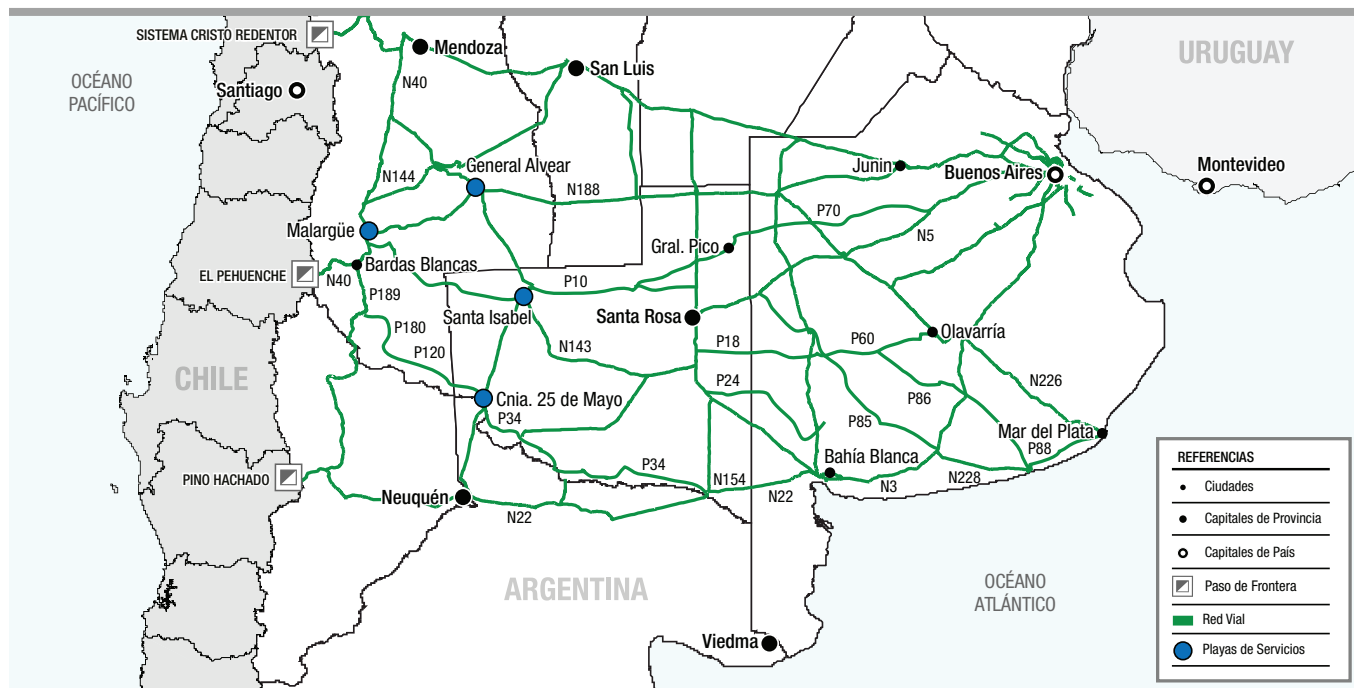 SISTEMA CRISTO REDENTOR
Mendoza
URUGUAY
OCÉANO
PACÍFICO
San Luis
N40
Santiago
General Alvear
Junin
Buenos Aires
Montevideo
N144
N188
P70
Malargüe
Gral. Pico
N5
Bardas Blancas
EL PEHUENCHE
N40
P10
P189
Santa Isabel
Santa Rosa
P180
N143
P18
P60
Olavarría
P120
CHILE
P24
N226
Cnia. 25 de Mayo
P86
P34
P85
Mar del Plata
P88
Bahía Blanca
P34
PINO HACHADO
N154
N228
N3
N22
Neuquén
N22
ARGENTINA
OCÉANO
ATLÁNTICO
Viedma
REFERENCIAS
Ciudades
Capitales de Provincia
Capitales de País
Paso de Frontera
Red Vial
Playas de Servicios